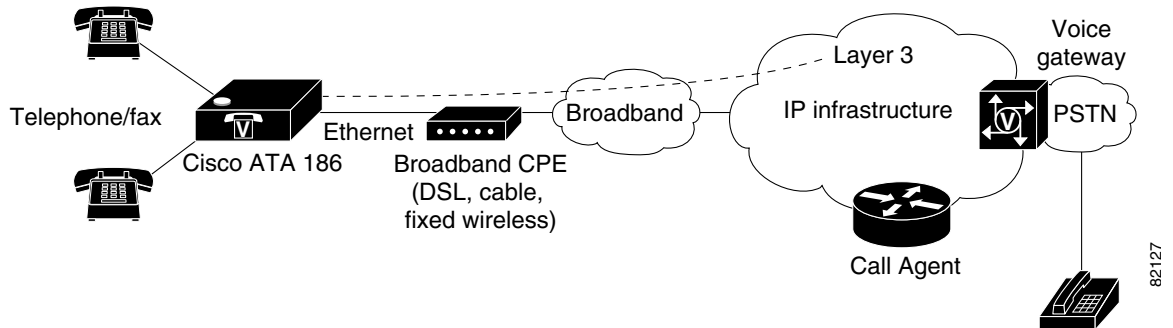 Telephone/fax
V
Cisco ATA 186
Ethernet
Broadband CPE
(DSL, cable,
fixed wireless)
Broadband
Layer 3
IP infrastructure
Voice
gateway
V
PSTN
Call Agent
82127